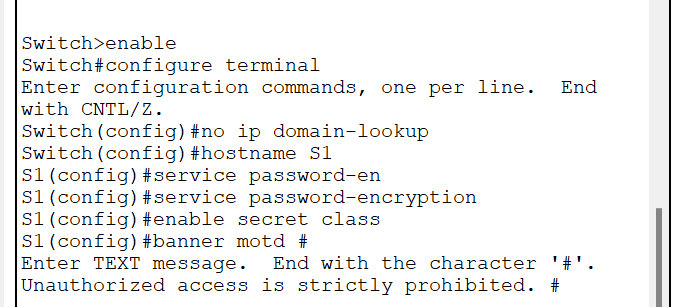 Switch>enable
Switch#configure terminal
Enter configuration commands, one per line.  End
with CNTL/Z.
Switch(config)#no ip domain-lookup
Switch(config)#hostname S1
S1(config)#service password-en
S1(config)#service password-encryption
S1(config)#enable secret class
S1(config)#banner motd #
Enter TEXT message.  End with the character '#'.
Unauthorized access is strictly prohibited. #